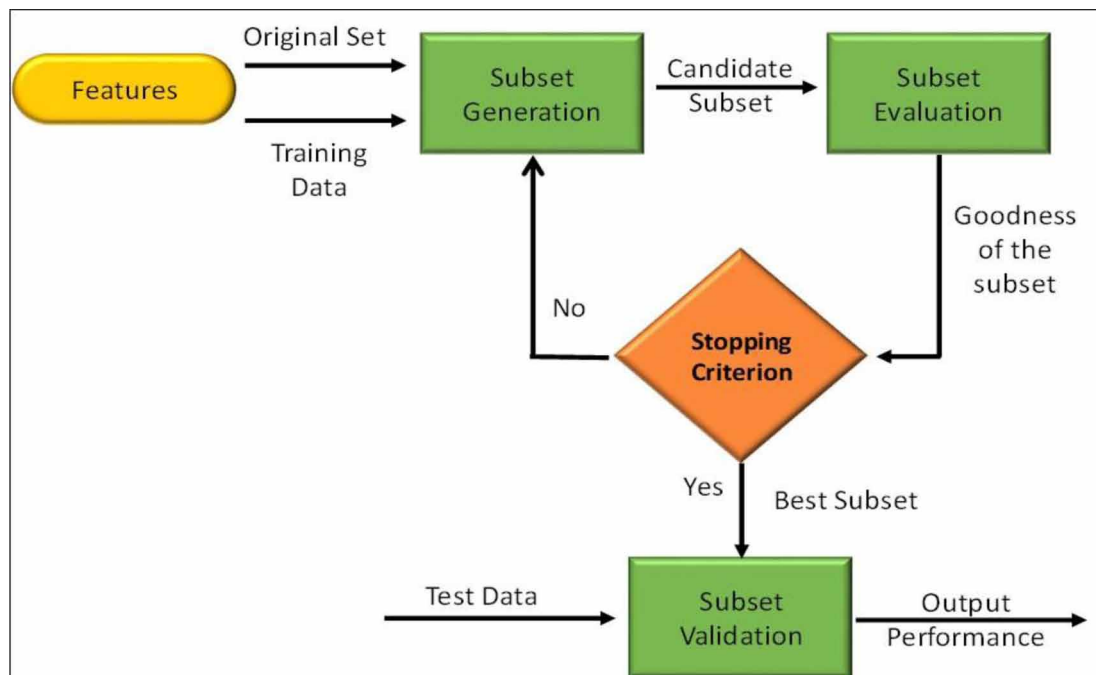 Original Set
Features
Training
Data
Subset
Generation
Candidate
Subset
Subset
Evaluation
Goodness
of the
subset
No
Stopping
Criterion
Yes
Best Subset
Test Data
Subset
Validation
Output
Performance